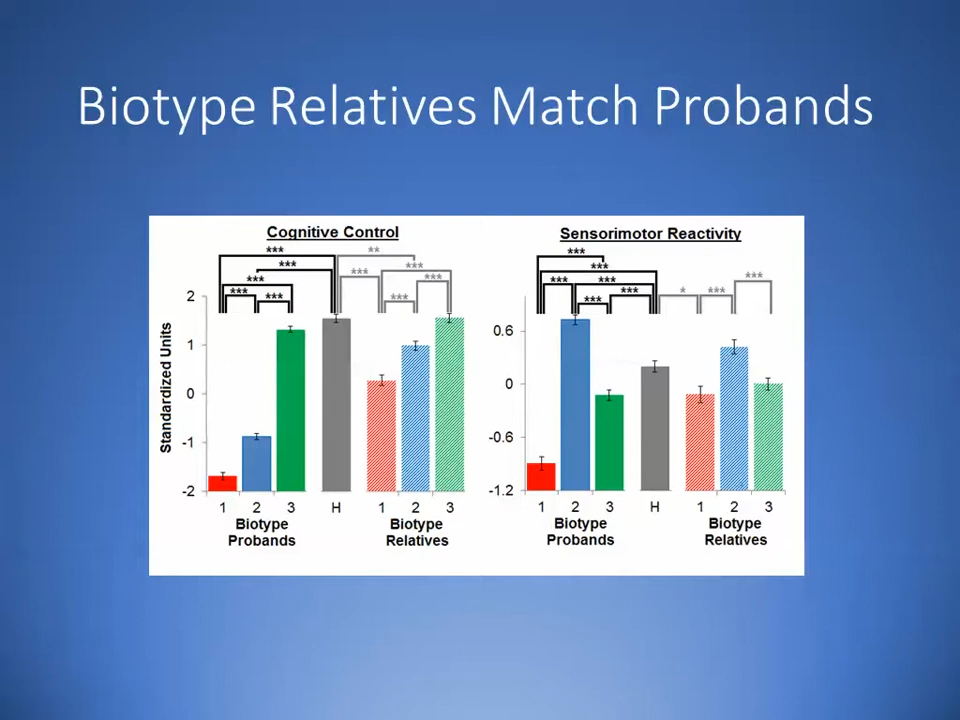 Biotype Relatives Match Probands
Cognitive Control
*** **
*** *** ***
*** ***
*** *** ***
2
1
0
-1
-2
Standardized Units
1 2 3 H 1 2 3
Biotype Probands
Biotype Relatives
Sensorimotor Reactivity
***
*** ***
*** *** *** * ***
***
0.6
0
-0.6
-1.2
1 2 3 H 1 2 3
Biotype Probands
Biotype Relatives